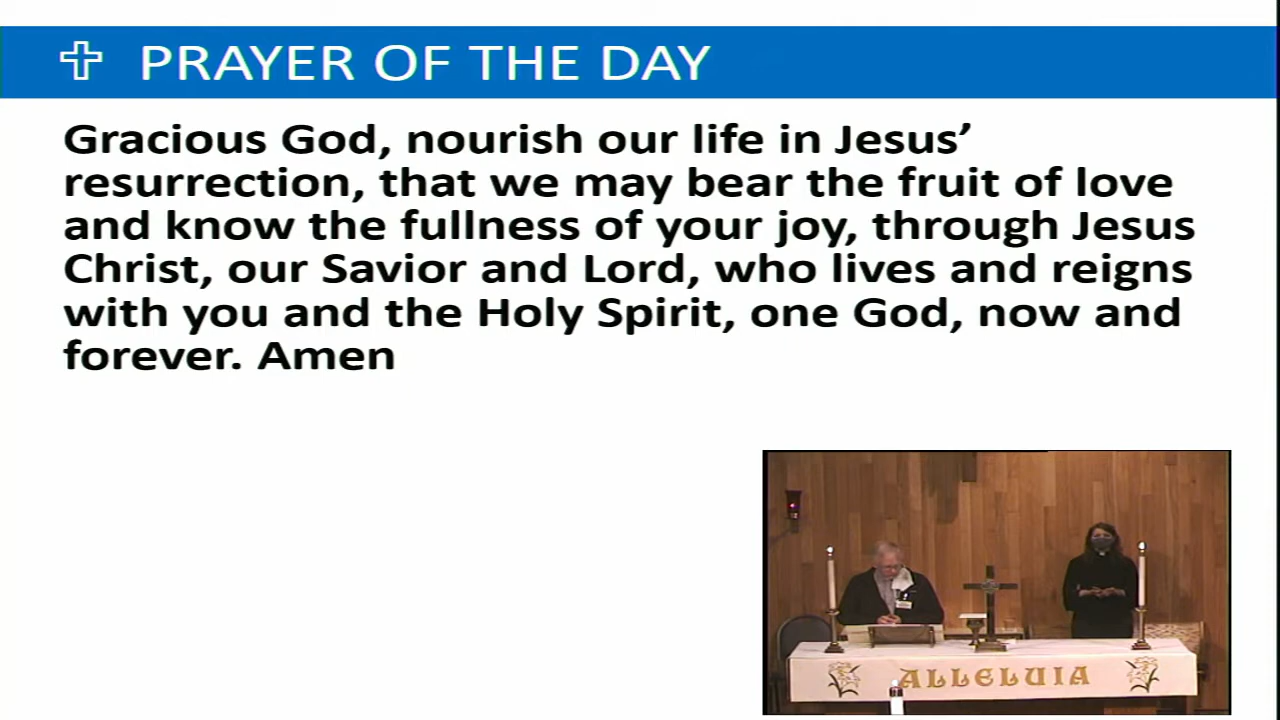 PRAYER OF THE DAY
Gracious God, nourish our life in Jesus’
resurrection, that we may bear the fruit of love
and know the fullness of your joy, through Jesus
Christ, our Savior and Lord, who lives and reigns
with you and the Holy Spirit, one God, now and
forever. Amen
ALLELUIA